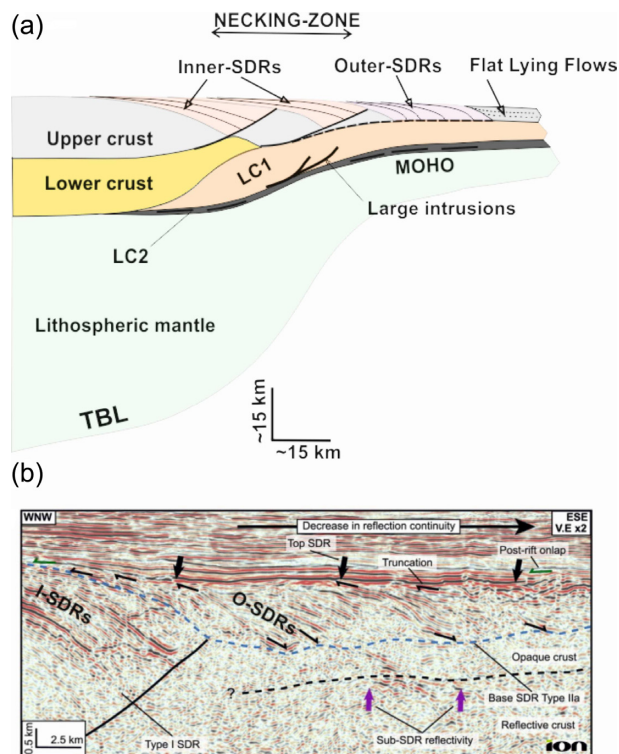 (a)
NECKING-ZONE
Inner-SDRs
Outer-SDRs
Flat Lying Flows
Upper crust
Lower crust
LC1
MOHO
Large intrusions
LC2
Lithospheric mantle
TBL
~15 km
~15 km
(b)
WNW
ESE
V.E x2
Decrease in reflection continuity
Top SDR
Truncation
Post-rift onlap
I-SDRs
O-SDRs
Opaque crust
?
Base SDR Type IIa
Sub-SDR reflectivity
Reflective crust
Type I SDR
0.5 km
2.5 km
ion